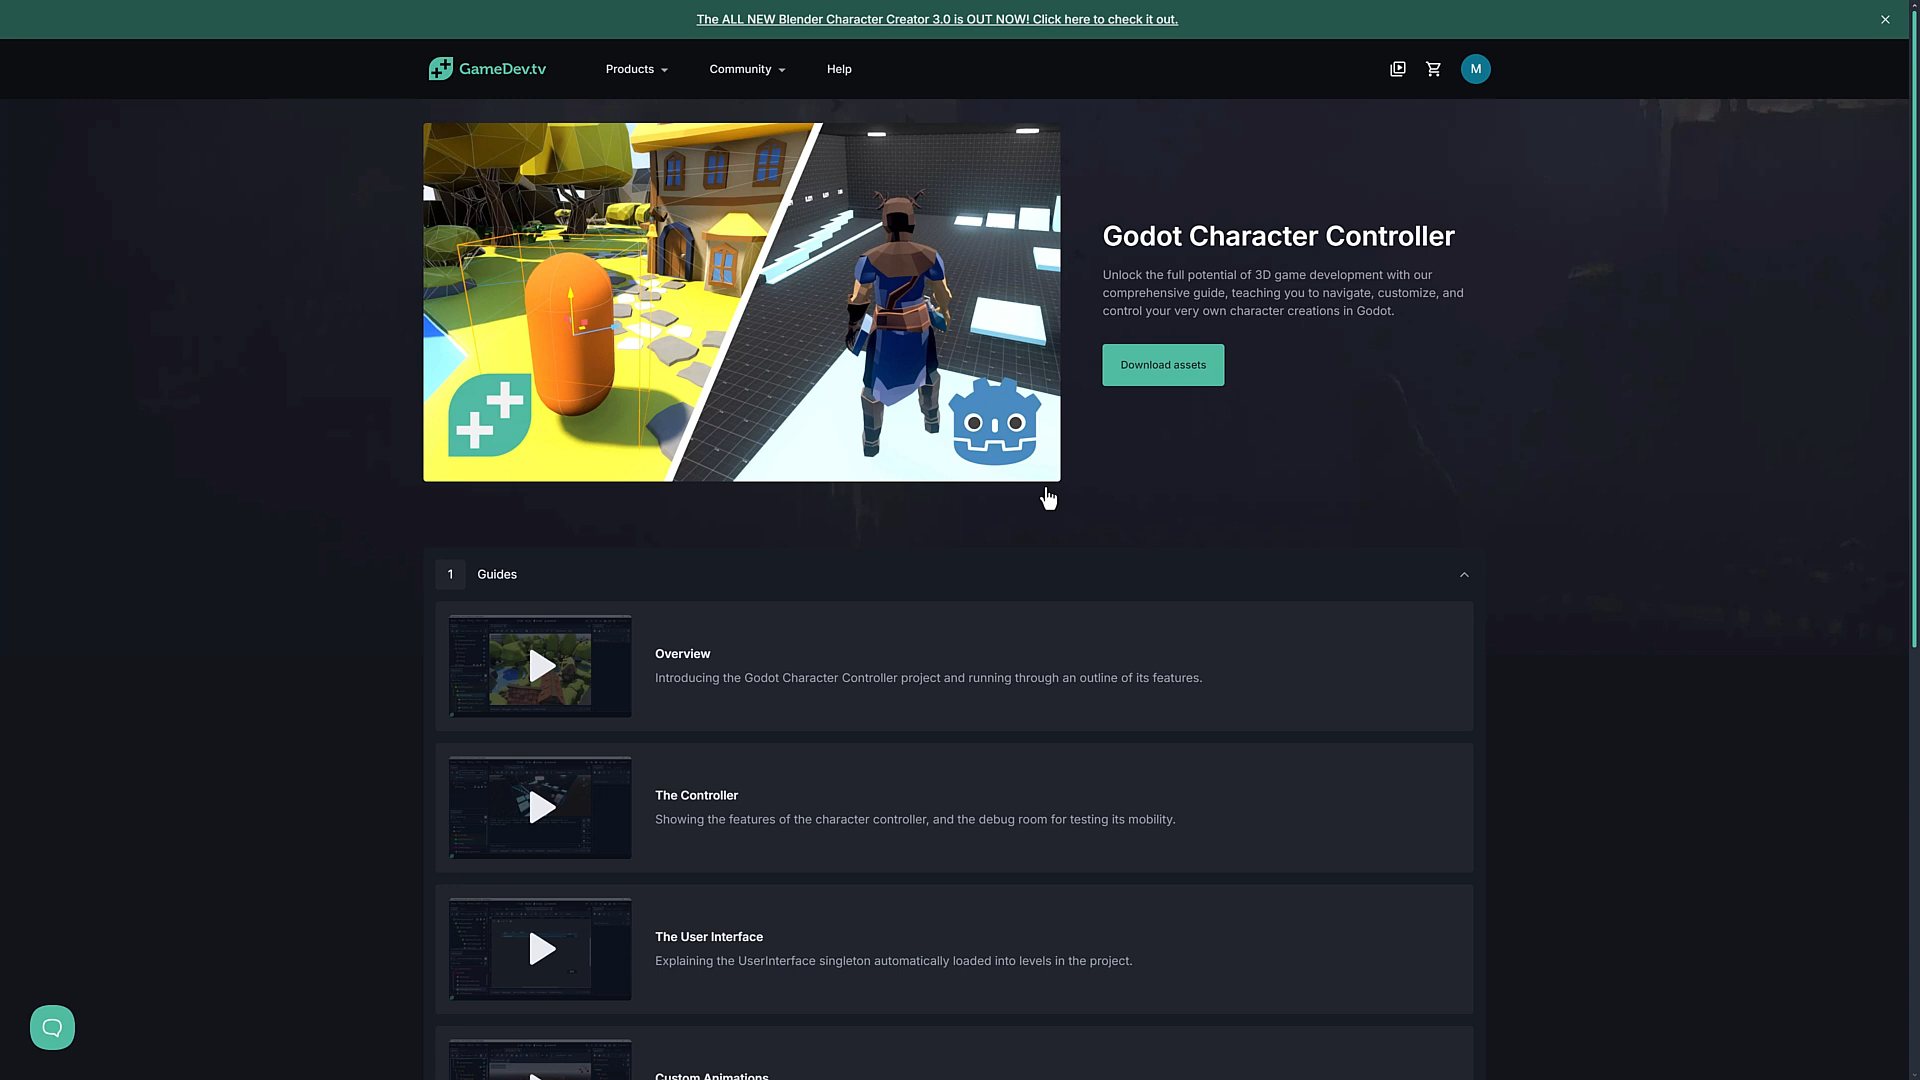 The ALL NEW Blender Character Creator 3.0 is OUT NOW! Click here to check it out.
GameDev.tv
Products
Community
Help
M
Godot Character Controller
Unlock the full potential of 3D game development with our
comprehensive guide, teaching you to navigate, customize, and
control your very own character creations in Godot.
Download assets
1
Guides
Overview
Introducing the Godot Character Controller project and running through an outline of its features.
The Controller
Showing the features of the character controller, and the debug room for testing its mobility.
The User Interface
Explaining the UserInterface singleton automatically loaded into levels in the project.
Custom Animations